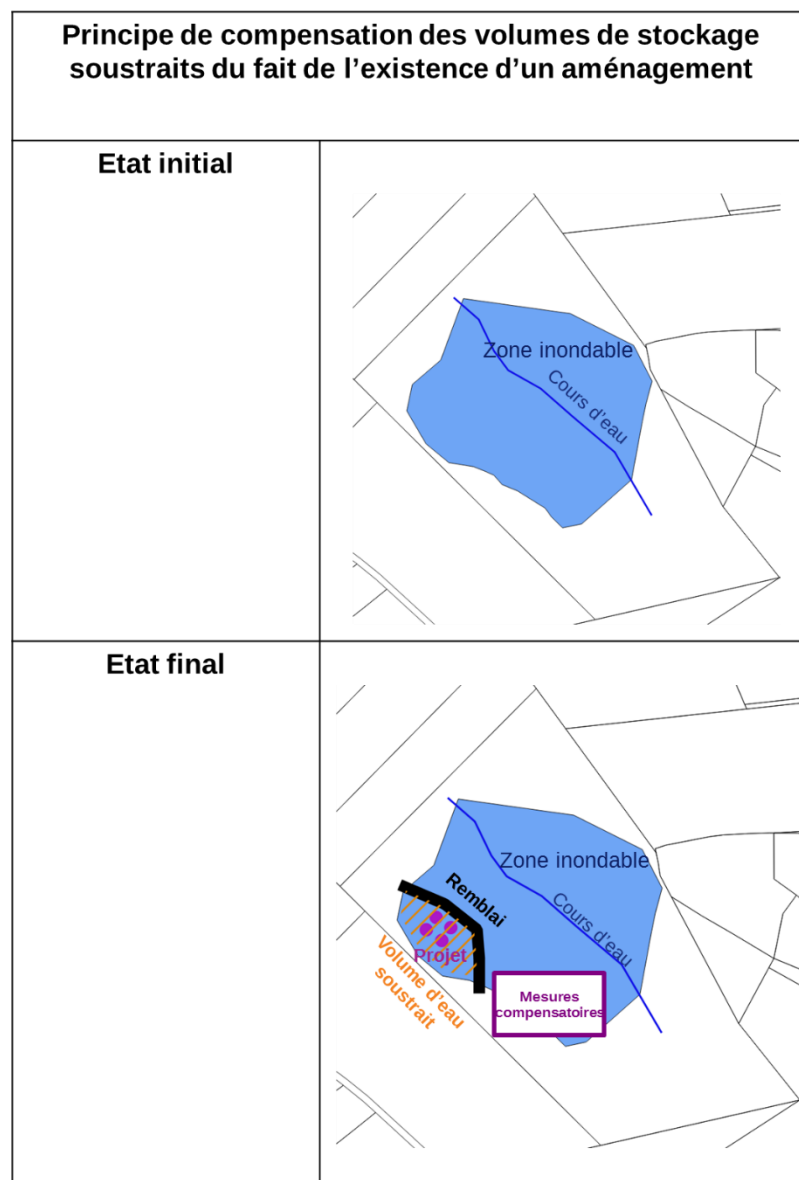 Principe de compensation des volumes de stockage
soustraits du fait de l’existence d’un aménagement
Etat initial
Zone inondable
Cours d’eau
Etat final
Zone inondable
Remblai
Cours d’eau
Projet
Volume d’eau
soustrait
Mesures
compensatoires